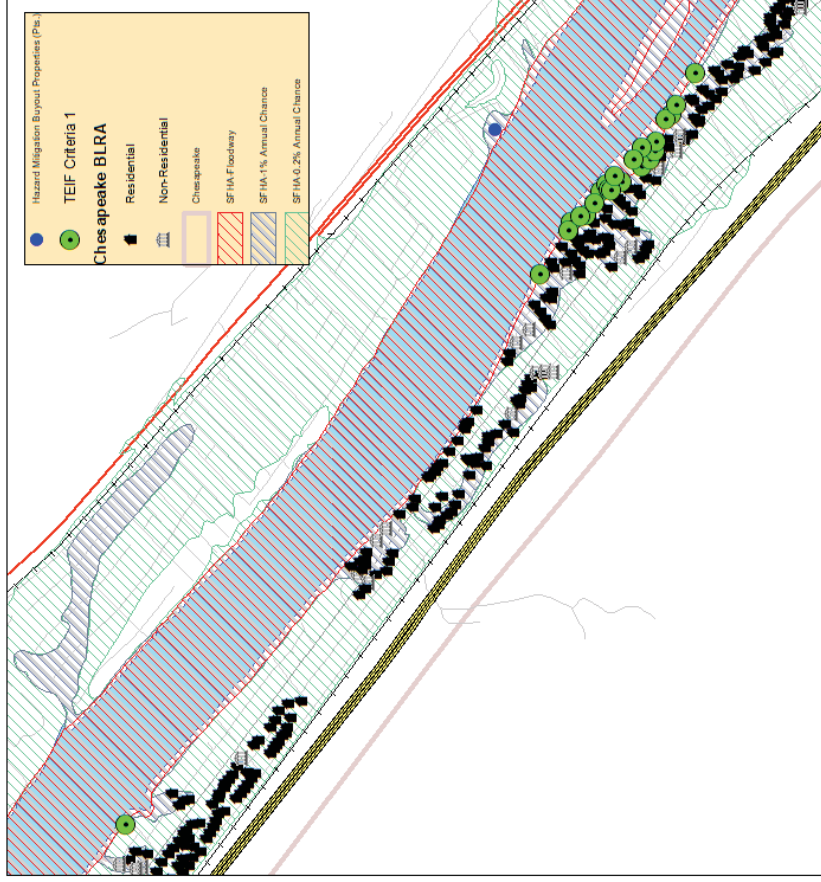 Hazard Mitigation Buyout Properties (Pts.)
TEIF Criteria 1
Chesapeake BLRA
Residential
Non-Residential
Chesapeake
SFHA-Floodway
SFHA-1% Annual Chance
SFHA-0.2% Annual Chance